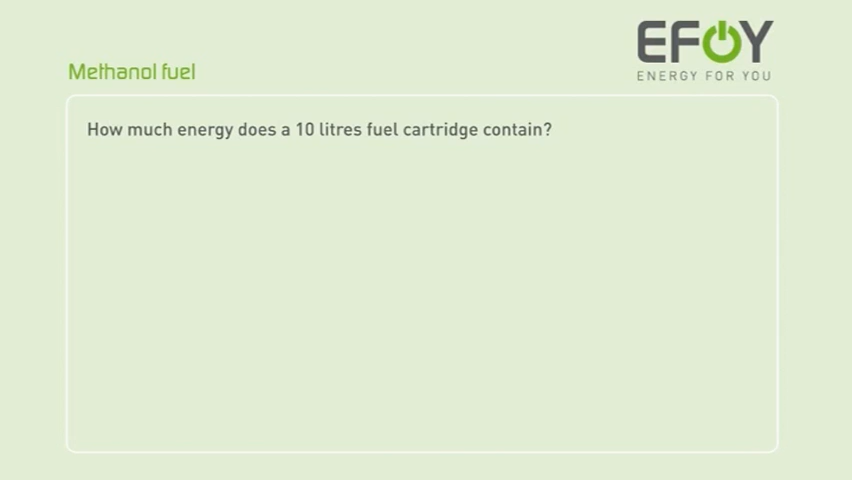 EFOY
ENERGY FOR YOU
Methanol fuel
How much energy does a 10 litres fuel cartridge contain?